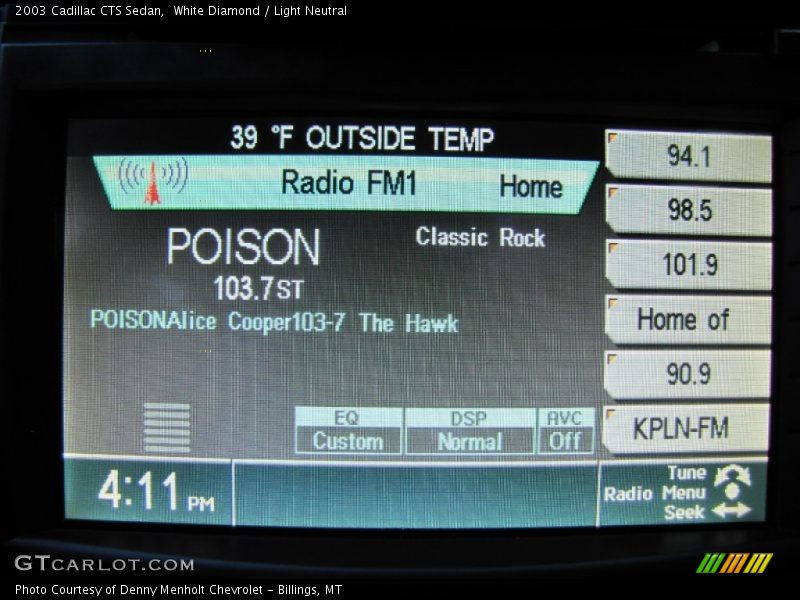 2003 Cadillac CTS Sedan,  White Diamond / Light Neutral
39 °F OUTSIDE TEMP
Radio FM1 Home
POISON
Classic Rock
103.7ST
POISONAlice Cooper103-7 The Hawk
94.1
98.5
101.9
Home of
90.9
KPLN-FM
EQ DSP AVC
Custom Normal Off
4:11 PM
Tune
Radio Menu
Seek
GTCARLOT.COM
Photo Courtesy of Denny Menholt Chevrolet - Billings, MT